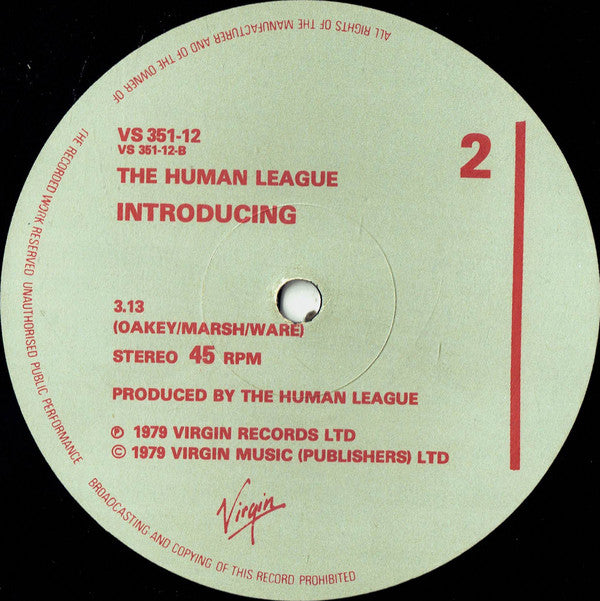 ALL RIGHTS OF THE MANUFACTURER AND OF THE OWNER OF
THE RECORDED WORK RESERVED UNAUTHORISED PUBLIC PERFORMANCE
BROADCASTING AND COPYING OF THIS RECORD PROHIBITED
VS 351-12
VS 351-12-B
2
THE HUMAN LEAGUE
INTRODUCING
3.13
(OAKEY/MARSH/WARE)
STEREO 45 RPM
PRODUCED BY THE HUMAN LEAGUE
℗ 1979 VIRGIN RECORDS LTD
© 1979 VIRGIN MUSIC (PUBLISHERS) LTD
Virgin